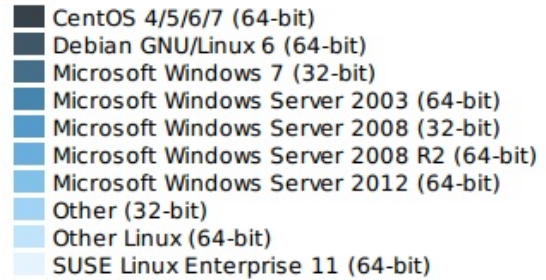 CentOS 4/5/6/7 (64-bit)
Debian GNU/Linux 6 (64-bit)
Microsoft Windows 7 (32-bit)
Microsoft Windows Server 2003 (64-bit)
Microsoft Windows Server 2008 (32-bit)
Microsoft Windows Server 2008 R2 (64-bit)
Microsoft Windows Server 2012 (64-bit)
Other (32-bit)
Other Linux (64-bit)
SUSE Linux Enterprise 11 (64-bit)